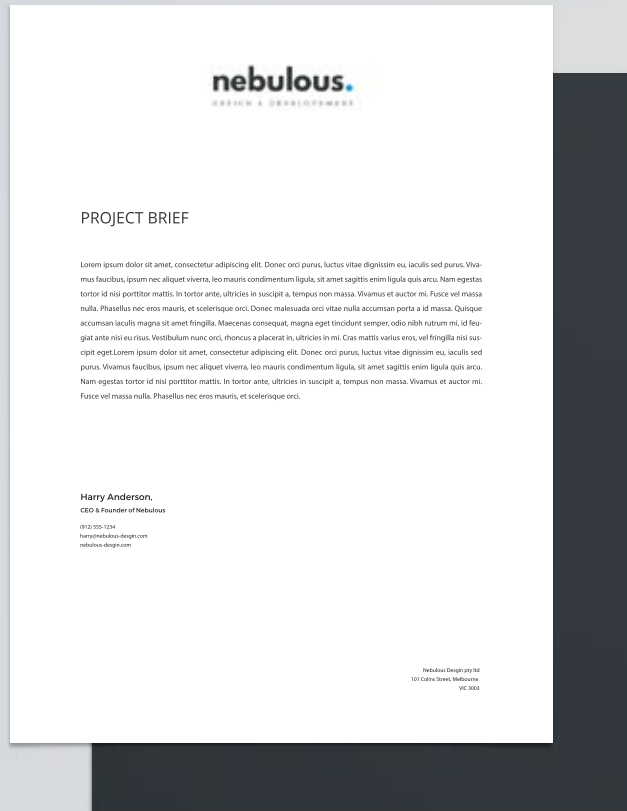 nebulous.
DESIGN & DEVELOPEMENT
PROJECT BRIEF
Lorem ipsum dolor sit amet, consectetur adipiscing elit. Donec orci purus, luctus vitae dignissim eu, iaculis sed purus. Viva-
mus faucibus, ipsum nec aliquet viverra, leo mauris condimentum ligula, sit amet sagittis enim ligula quis arcu. Nam egestas
tortor id nisi porttitor mattis. In tortor ante, ultricies in suscipit a, tempus non massa. Vivamus et auctor mi. Fusce vel massa
nulla. Phasellus nec eros mauris, et scelerisque orci. Donec malesuada orci vitae nulla accumsan porta a id massa. Quisque
accumsan iaculis magna sit amet fringilla. Maecenas consequat, magna eget tincidunt semper, odio nibh rutrum mi, id feu-
giat ante nisi eu risus. Vestibulum nunc orci, rhoncus a placerat in, ultricies in mi. Cras mattis varius eros, vel fringilla nisi sus-
cipit eget.Lorem ipsum dolor sit amet, consectetur adipiscing elit. Donec orci purus, luctus vitae dignissim eu, iaculis sed
purus. Vivamus faucibus, ipsum nec aliquet viverra, leo mauris condimentum ligula, sit amet sagittis enim ligula quis arcu.
Nam egestas tortor id nisi porttitor mattis. In tortor ante, ultricies in suscipit a, tempus non massa. Vivamus et auctor mi.
Fusce vel massa nulla. Phasellus nec eros mauris, et scelerisque orci.
Harry Anderson,
CEO & Founder of Nebulous
(912) 555-1234
harry@nebulous-desgin.com
nebulous-desgin.com
Nebulous Desgin pty ltd
101 Colins Street, Melbourne
VIC 3003